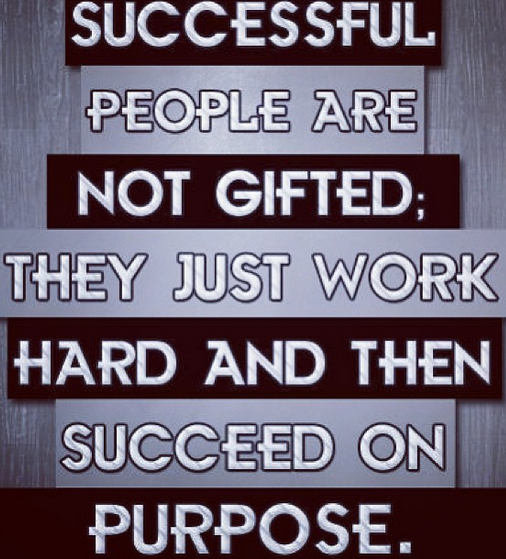 SUCCESSFUL
PEOPLE ARE
NOT GIFTED;
THEY JUST WORK
HARD AND THEN
SUCCEED ON
PURPOSE.